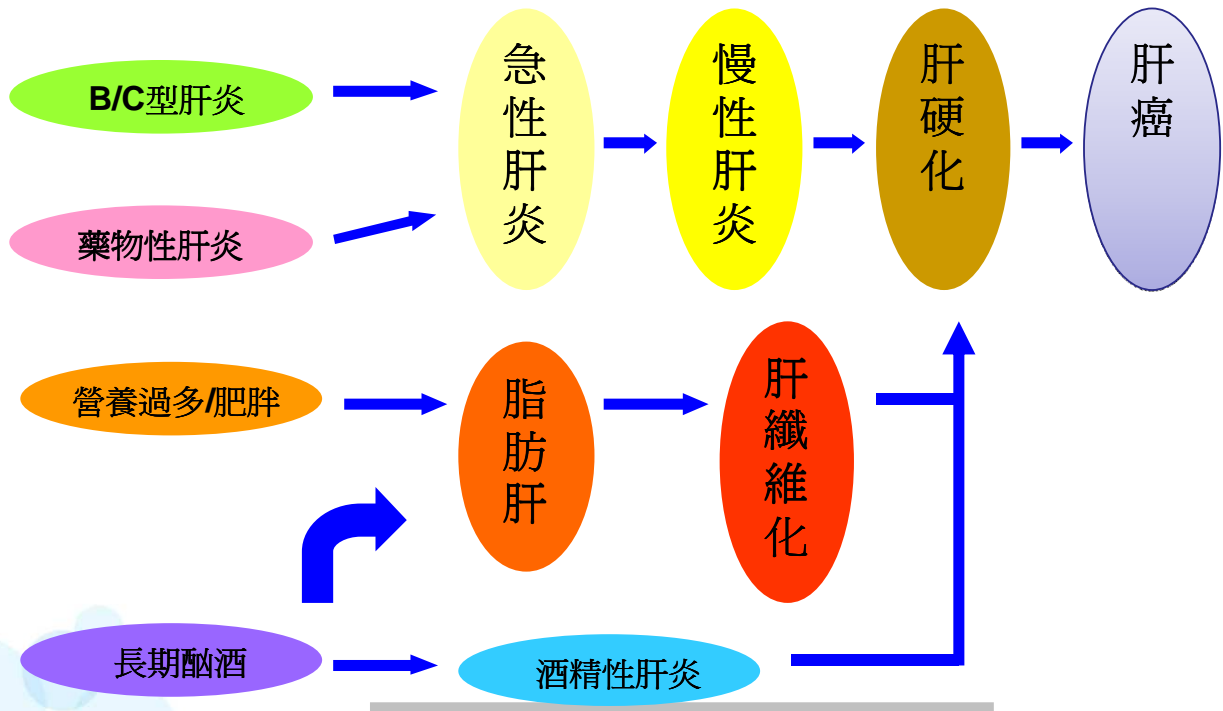 B/C型肝炎
急性肝炎
慢性肝炎
肝硬化
肝癌
藥物性肝炎
營養過多/肥胖
脂肪肝
肝纖維化
長期酗酒
酒精性肝炎